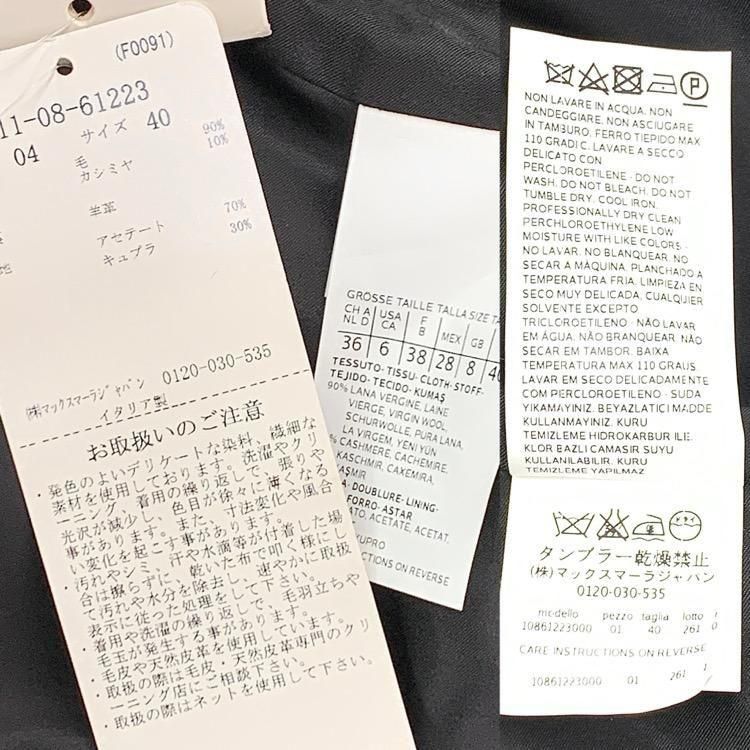 (F0091)
11-08-61223
04 サイズ 40
毛 90%
カシミヤ 10%
羊革
アセテート 70%
キュプラ 30%
㈱マックスマーラジャパン 0120-030-535
イタリア製
お取扱いのご注意
・発色のよいデリケートな染料、繊細な
素材を使用しております。洗濯やクリ
ーニング、着用の繰り返しで、張りや
光沢が減少し、色目が徐々に薄くなる
事があります。また、寸法変化や風合
い変化を起こす事があります。
・汚れやシミ、汗や水滴等が付着した場
合は擦らずに、乾いた布で叩く様にし
て汚れや水分を除去し、速やかに取扱
表示に従った処理をして下さい。
・着用や洗濯の繰り返しで、毛羽立ちや
毛玉が発生する事があります。
・毛皮や天然皮革を使用しています。
・取扱の際は毛皮・天然皮革専門のクリ
ーニング店にご相談下さい。
・取扱の際はネットを使用して下さい。
GRÖSSE TAILLE TALLA SIZE TA
CH A NL D USA CA F B MEX GB
36 6 38 28 8 40
TESSUTO-TISSU-CLOTH-STOFF-
TEJIDO-TECIDO-KUMAŞ
90% LANA VERGINE, LAINE
VIERGE, VIRGIN WOOL,
SCHURWOLLE, PURA LANA,
LA VIRGEM, YENI YÜN
% CASHMERE, CACHEMIRE,
KASCHMIR, CAXEMIRA,
AŞMIR
A-DOUBLURE-LINING-
FORRO-ASTAR
ATO, ACETATE, ACETAT,
KUPRO
INSTRUCTIONS ON REVERSE
P
NON LAVARE IN ACQUA. NON
CANDEGGIARE. NON ASCIUGARE
IN TAMBURO. FERRO TIEPIDO MAX
110 GRADI C. LAVARE A SECCO
DELICATO CON
PERCLOROETILENE - DO NOT
WASH. DO NOT BLEACH. DO NOT
TUMBLE DRY. COOL IRON.
PROFESSIONALLY DRY CLEAN
PERCHLOROETHYLENE LOW
MOISTURE WITH LIKE COLORS -
NO LAVAR. NO BLANQUEAR. NO
SECAR A MÁQUINA. PLANCHADO A
TEMPERATURA FRIA. LIMPIEZA EN
SECO MUY DELICADA, CUALQUIER
SOLVENTE EXCEPTO
TRICLOROETILENO - NÃO LAVAR
EM ÁGUA. NÃO BRANQUEAR. NÃO
SECAR EM TAMBOR. BAIXA
TEMPERATURA MAX 110 GRAUS
LAVAR EM SECO DELICADAMENTE
COM PERCLOROETILENO - SUDA
YIKAMAYINIZ. BEYAZLATICI MADDE
KULLANMAYINIZ. KURU
TEMIZLEME HIDROKARBUR ILE.
KLOR BAZLI CAMASIR SUYU
KULLANILABILIR. KURU
TEMIZLEME YAPILMAZ
タンブラー乾燥禁止
(株)マックスマーラジャパン
0120-030-535
modello pezzo taglia lotto
10861223000 01 40 261
CARE INSTRUCTIONS ON REVERSE
10861223000 01 261